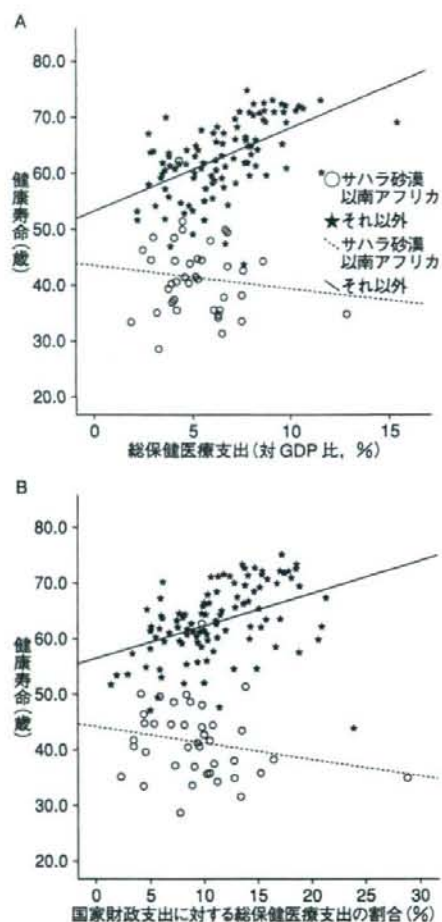 A
80.0
70.0
60.0
50.0
40.0
30.0
20.0
健康寿命(歳)
○サハラ砂漠
以南アフリカ
★それ以外
サハラ砂漠
以南アフリカ
それ以外
0 5 10 15
総保健医療支出(対GDP比,%)
B
80.0
70.0
60.0
50.0
40.0
30.0
20.0
健康寿命(歳)
0 5 10 15 20 25 30
国家財政支出に対する総保健医療支出の割合(%)